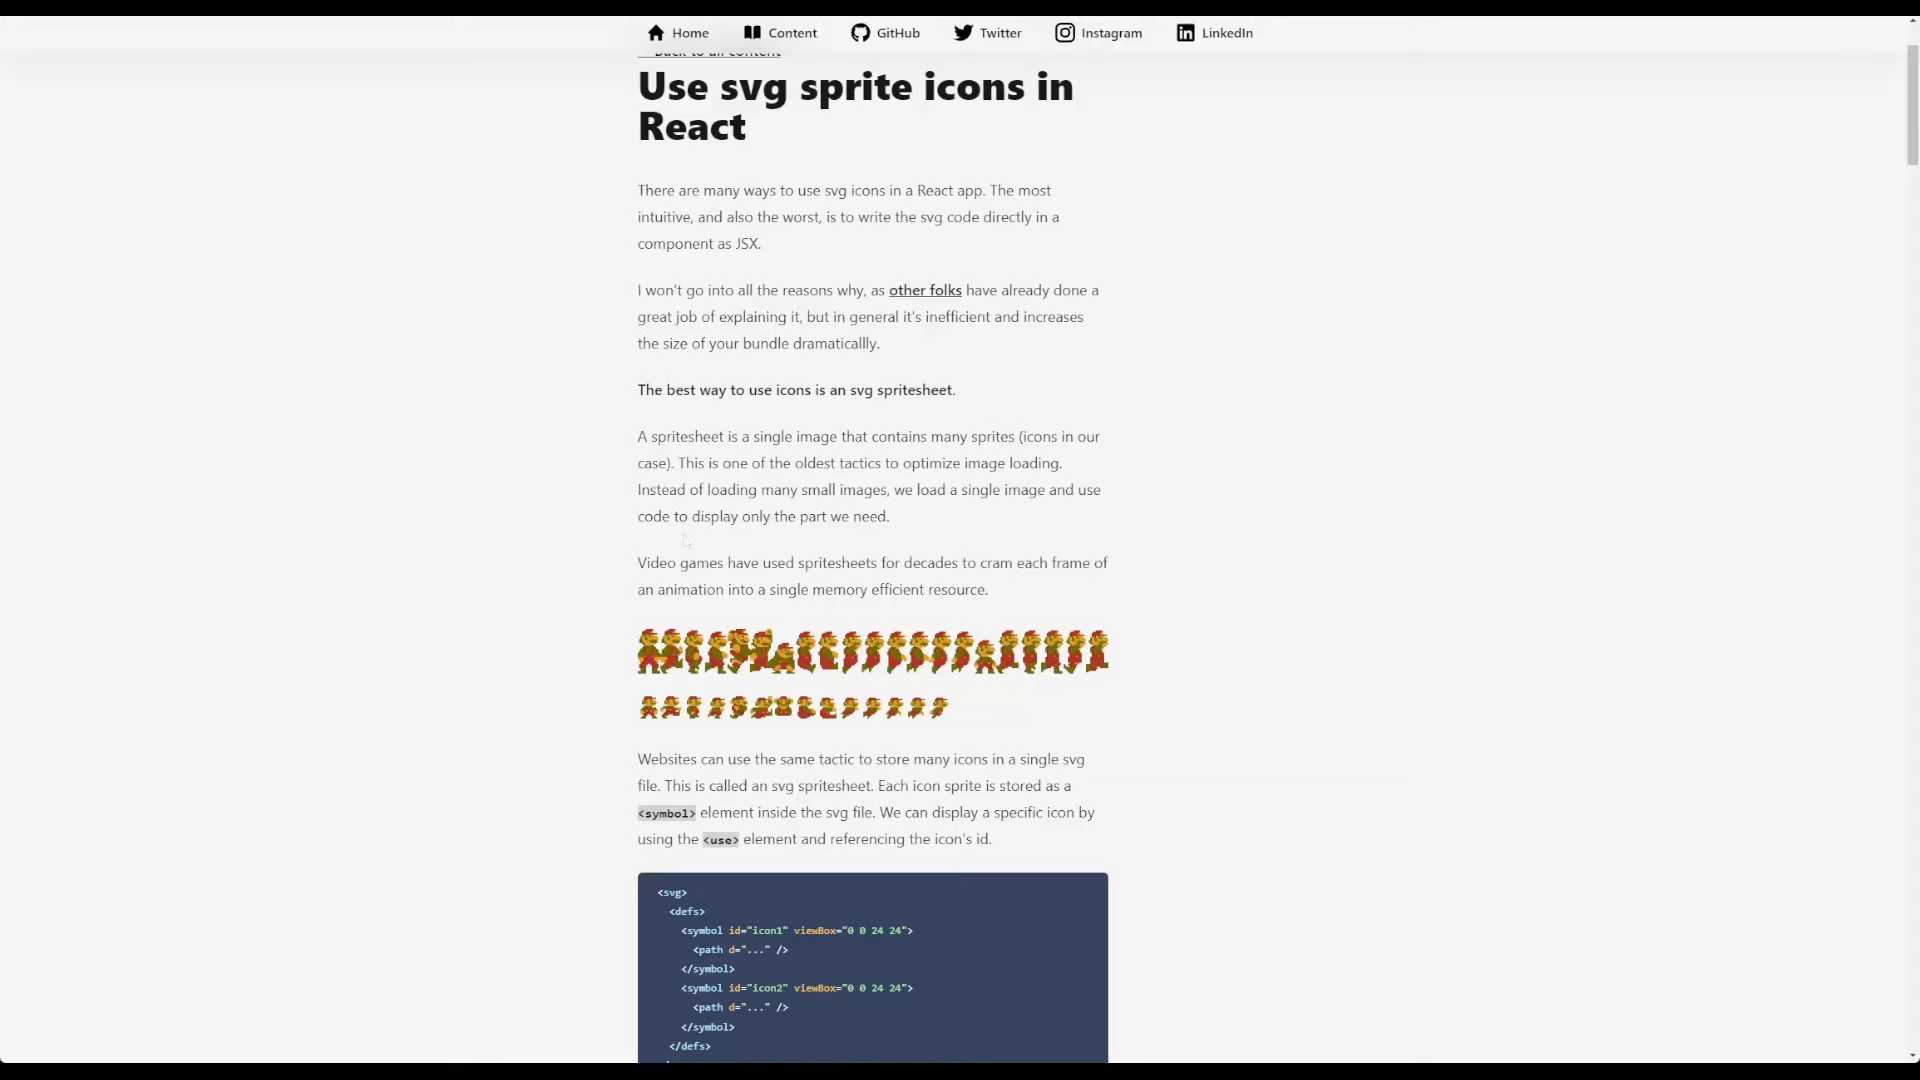 Home Content GitHub Twitter Instagram LinkedIn
Back to all content
Use svg sprite icons in
React
There are many ways to use svg icons in a React app. The most
intuitive, and also the worst, is to write the svg code directly in a
component as JSX.
I won't go into all the reasons why, as other folks have already done a
great job of explaining it, but in general it's inefficient and increases
the size of your bundle dramaticallly.
The best way to use icons is an svg spritesheet.
A spritesheet is a single image that contains many sprites (icons in our
case). This is one of the oldest tactics to optimize image loading.
Instead of loading many small images, we load a single image and use
code to display only the part we need.
Video games have used spritesheets for decades to cram each frame of
an animation into a single memory efficient resource.
Websites can use the same tactic to store many icons in a single svg
file. This is called an svg spritesheet. Each icon sprite is stored as a
<symbol> element inside the svg file. We can display a specific icon by
using the <use> element and referencing the icon's id.
<svg>
<defs>
<symbol id="icon1" viewBox="0 0 24 24">
<path d="..." />
</symbol>
<symbol id="icon2" viewBox="0 0 24 24">
<path d="..." />
</symbol>
</defs>